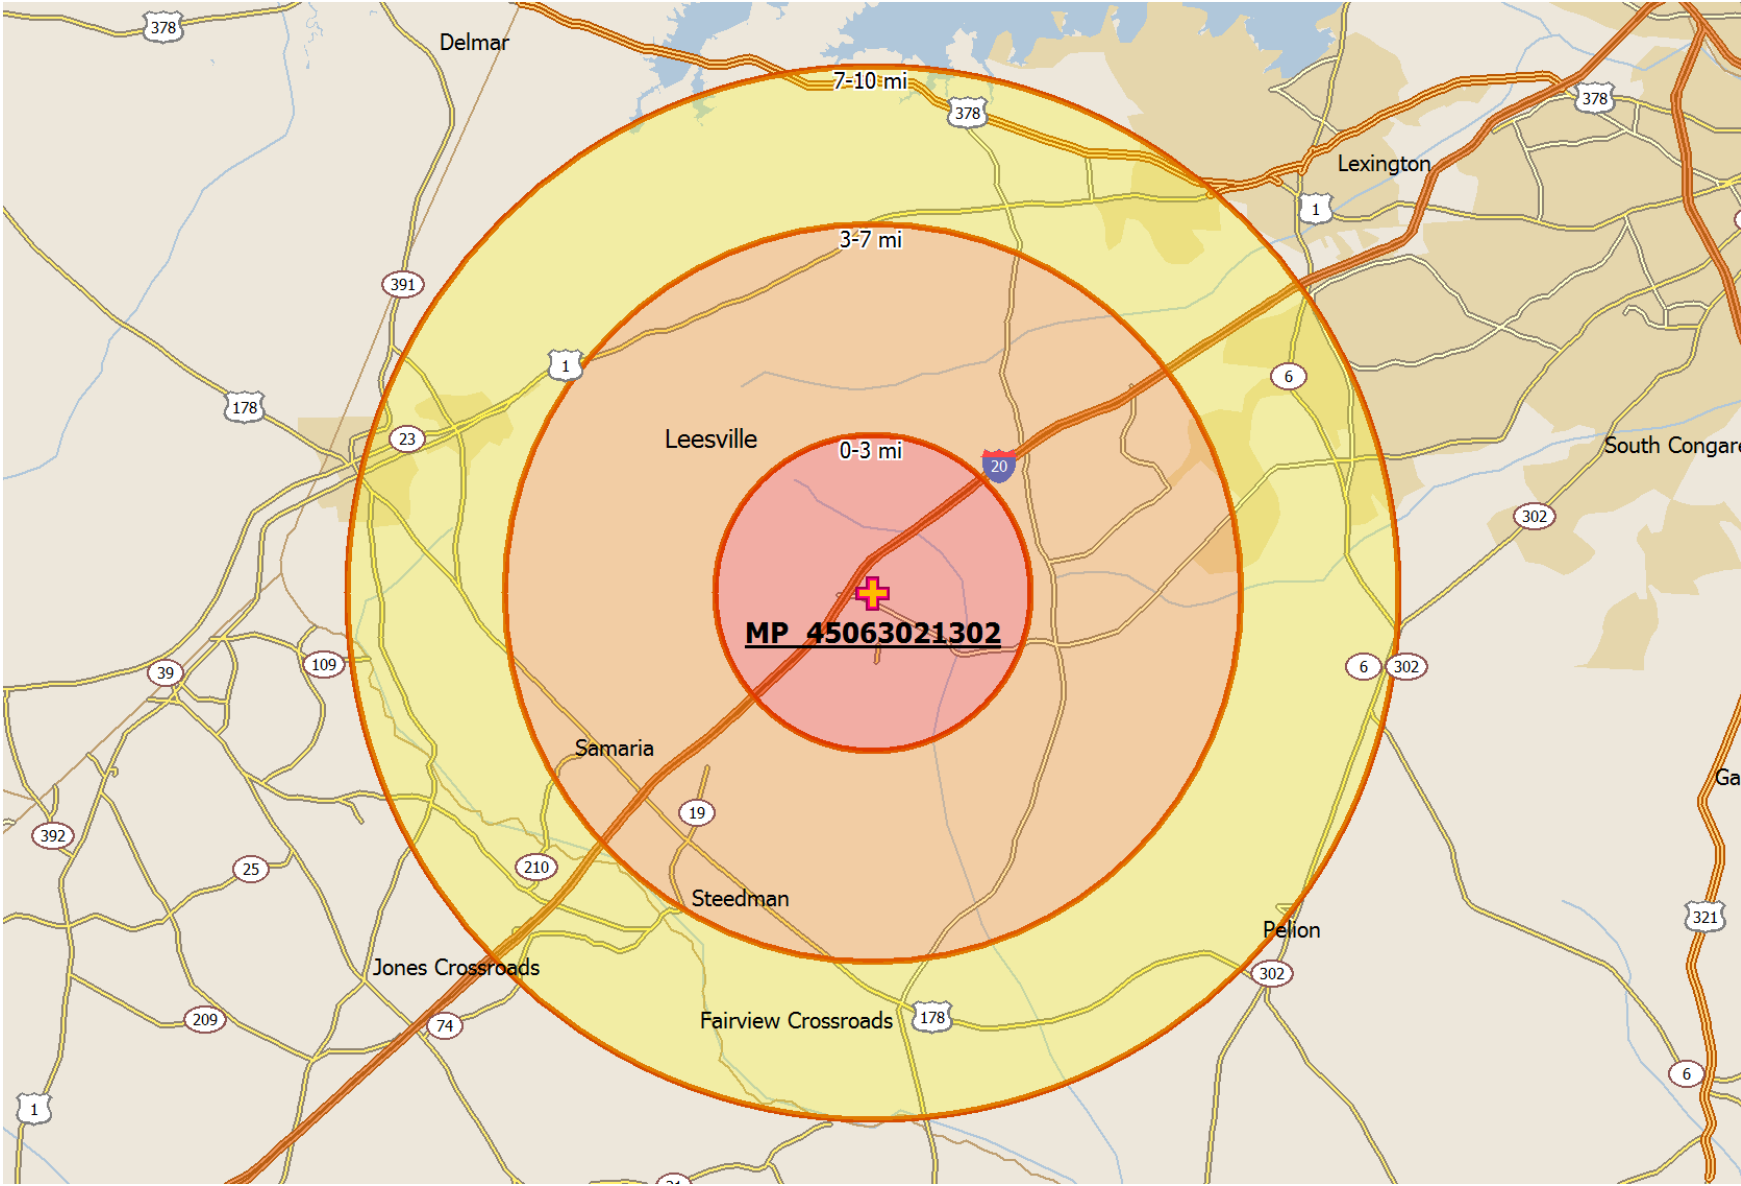 378
Delmar
7-10 mi
378
378
Lexington
1
3-7 mi
391
1
6
178
23
Leesville
0-3 mi
20
South Congare
302
MP 45063021302
109
39
6
302
Samaria
Ga
19
392
25
210
Steedman
321
Pelion
Jones Crossroads
302
209
74
Fairview Crossroads
178
6
1